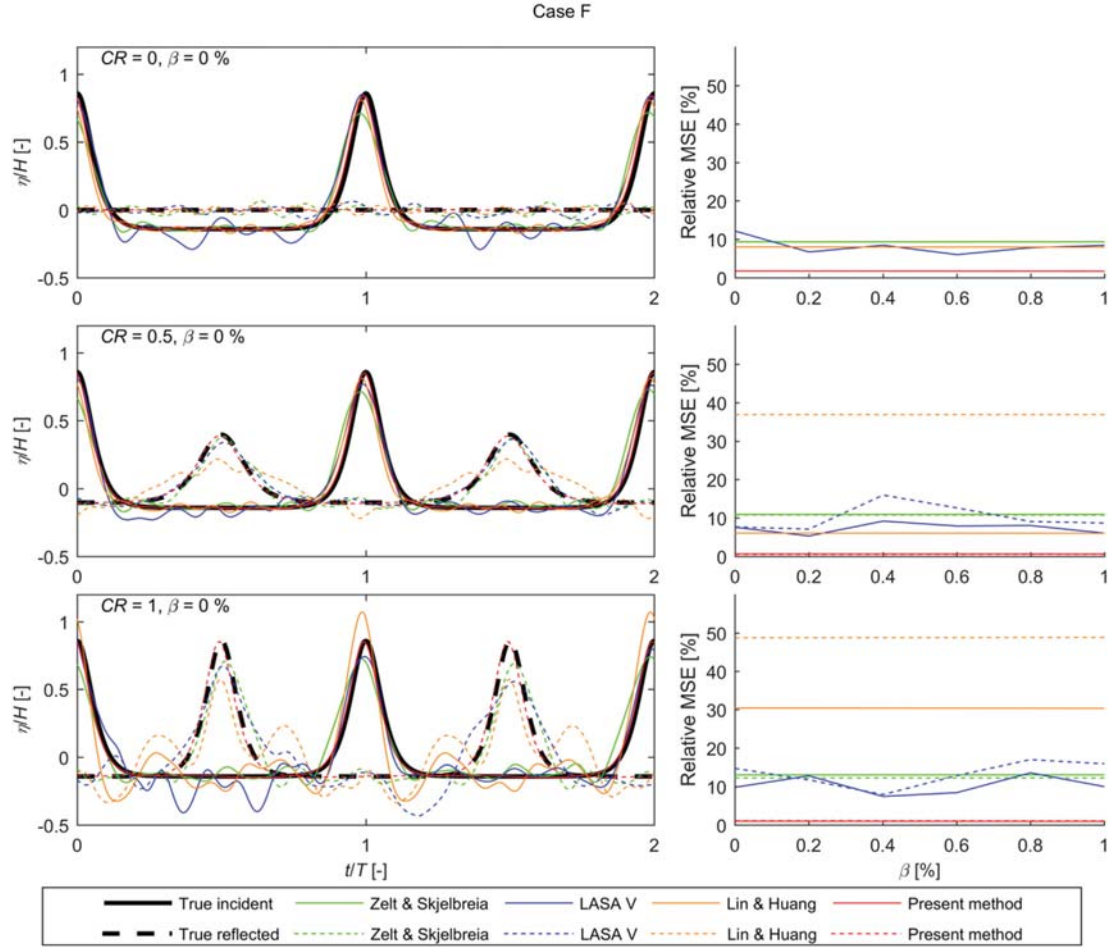 Case F
CR = 0, β = 0 %
η/H [-]
1
0.5
0
-0.5
0
1
2
Relative MSE [%]
50
40
30
20
10
0
0
0.2
0.4
0.6
0.8
1
CR = 0.5, β = 0 %
η/H [-]
1
0.5
0
-0.5
0
1
2
Relative MSE [%]
50
40
30
20
10
0
0
0.2
0.4
0.6
0.8
1
CR = 1, β = 0 %
η/H [-]
1
0.5
0
-0.5
0
1
2
t/T [-]
Relative MSE [%]
50
40
30
20
10
0
0
0.2
0.4
0.6
0.8
1
β [%]
True incident
Zelt & Skjelbreia
LASA V
Lin & Huang
Present method
True reflected
Zelt & Skjelbreia
LASA V
Lin & Huang
Present method